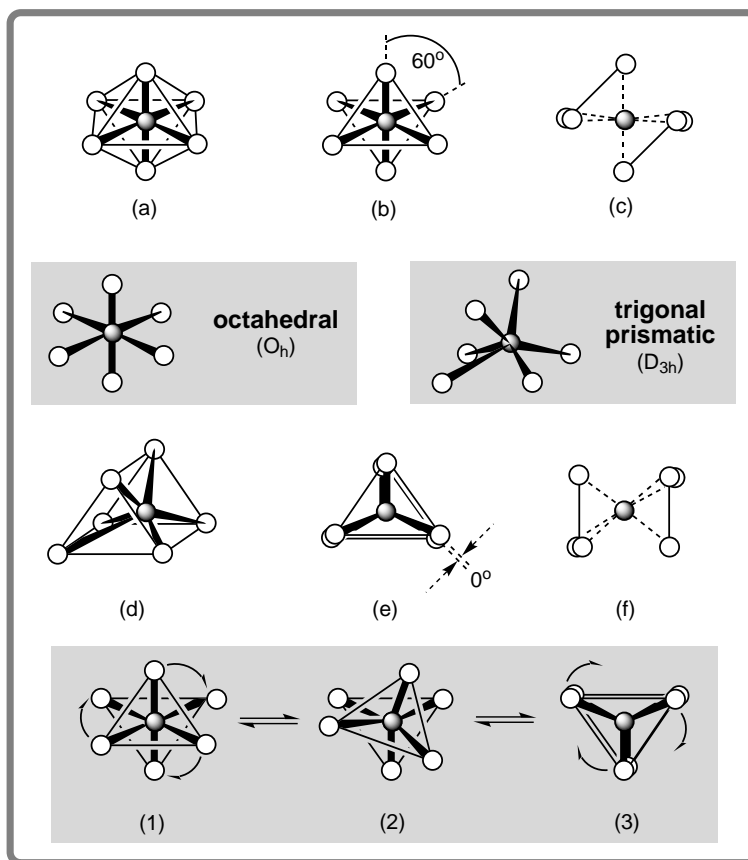 60°
(a)
(b)
(c)
octahedral
(Oₕ)
trigonal
prismatic
(D₃ₕ)
0°
(d)
(e)
(f)
(1)
(2)
(3)